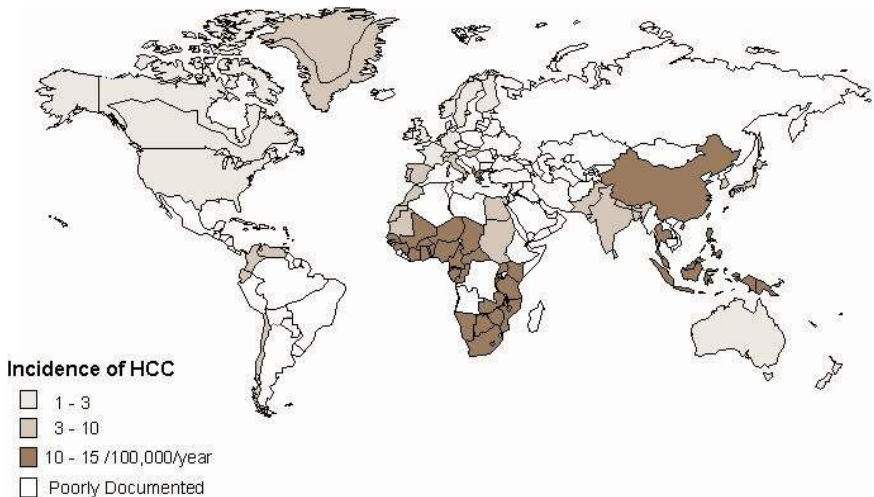 Incidence of HCC
1 - 3
3 - 10
10 - 15 /100,000/year
Poorly Documented